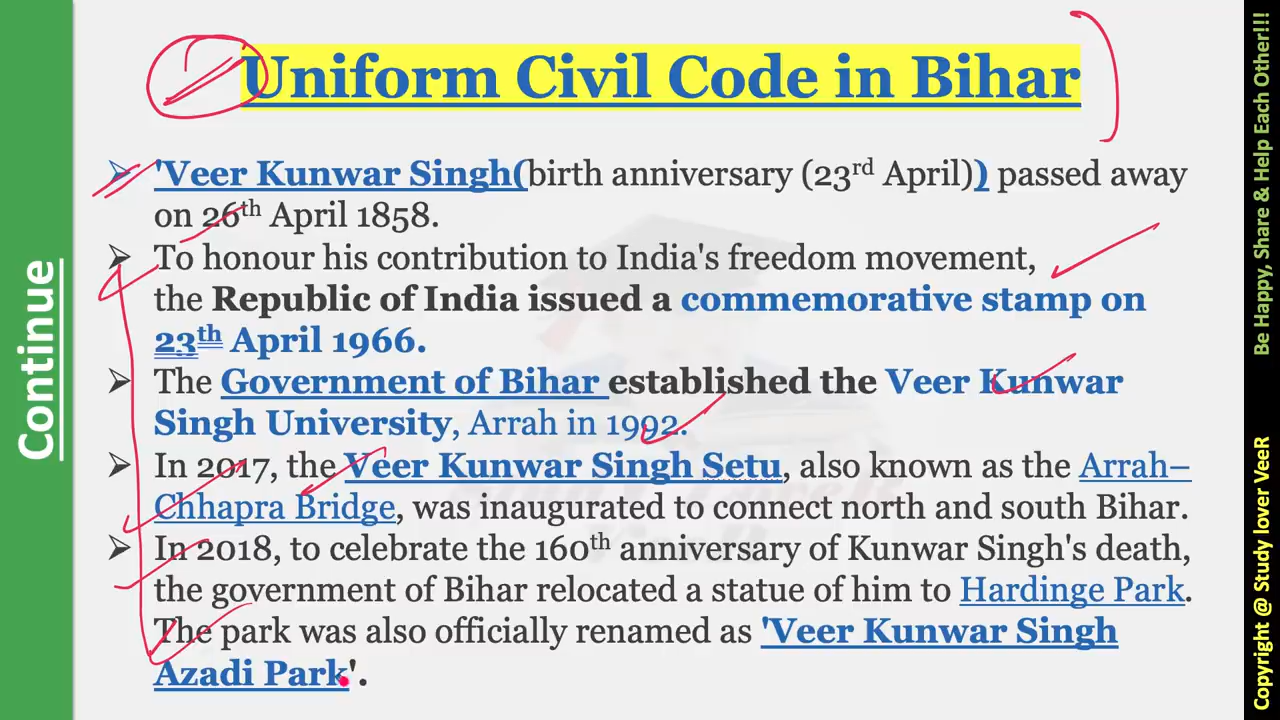 Uniform Civil Code in Bihar
'Veer Kunwar Singh(birth anniversary (23rd April)) passed away
on 26th April 1858.
To honour his contribution to India's freedom movement,
the Republic of India issued a commemorative stamp on
23th April 1966.
The Government of Bihar established the Veer Kunwar
Singh University, Arrah in 1992.
In 2017, the Veer Kunwar Singh Setu, also known as the Arrah–
Chhapra Bridge, was inaugurated to connect north and south Bihar.
In 2018, to celebrate the 160th anniversary of Kunwar Singh's death,
the government of Bihar relocated a statue of him to Hardinge Park.
The park was also officially renamed as 'Veer Kunwar Singh
Azadi Park'.
Continue
Be Happy, Share & Help Each Other!!!
Copyright @ Study lover VeeR